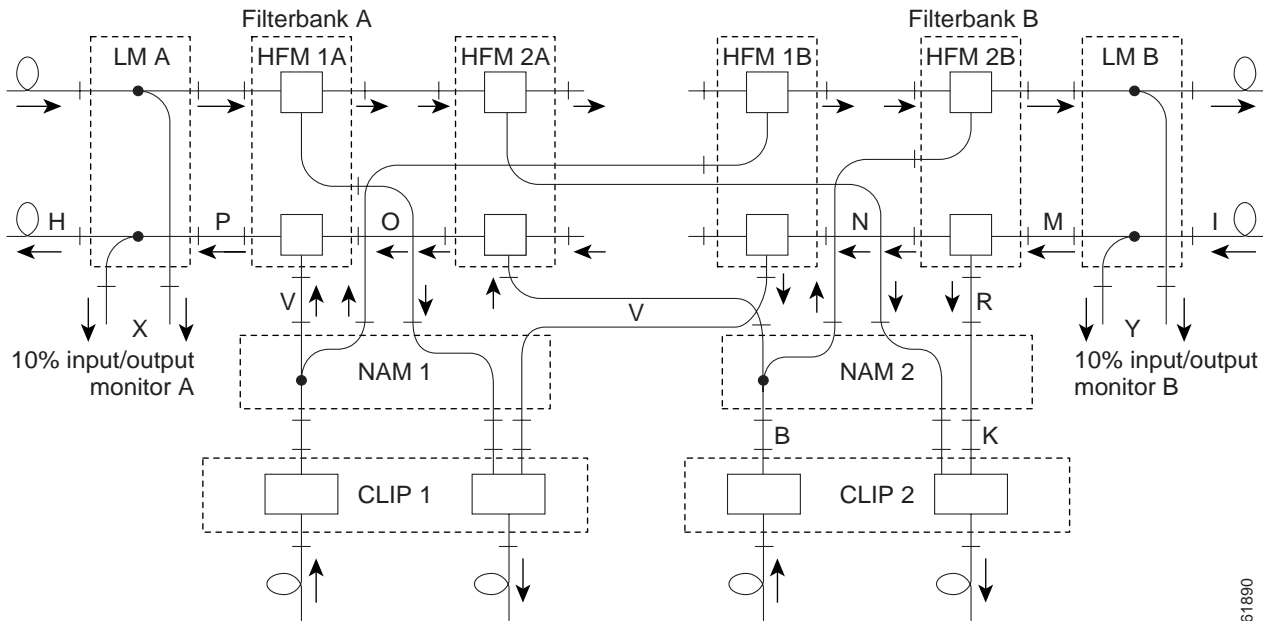 Filterbank A
Filterbank B
LM A
HFM 1A
HFM 2A
HFM 1B
HFM 2B
LM B
H
P
O
N
M
I
V
V
R
X
Y
10% input/output
monitor A
10% input/output
monitor B
NAM 1
NAM 2
B
K
CLIP 1
CLIP 2
61890